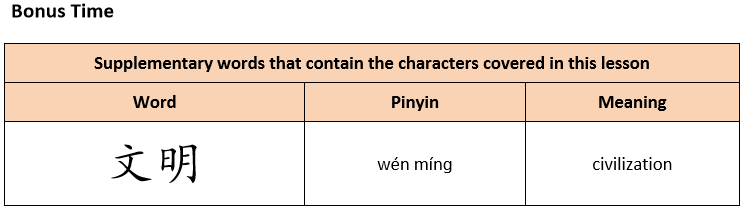 Bonus Time
Supplementary words that contain the characters covered in this lesson
Word Pinyin Meaning
文明 wén míng civilization